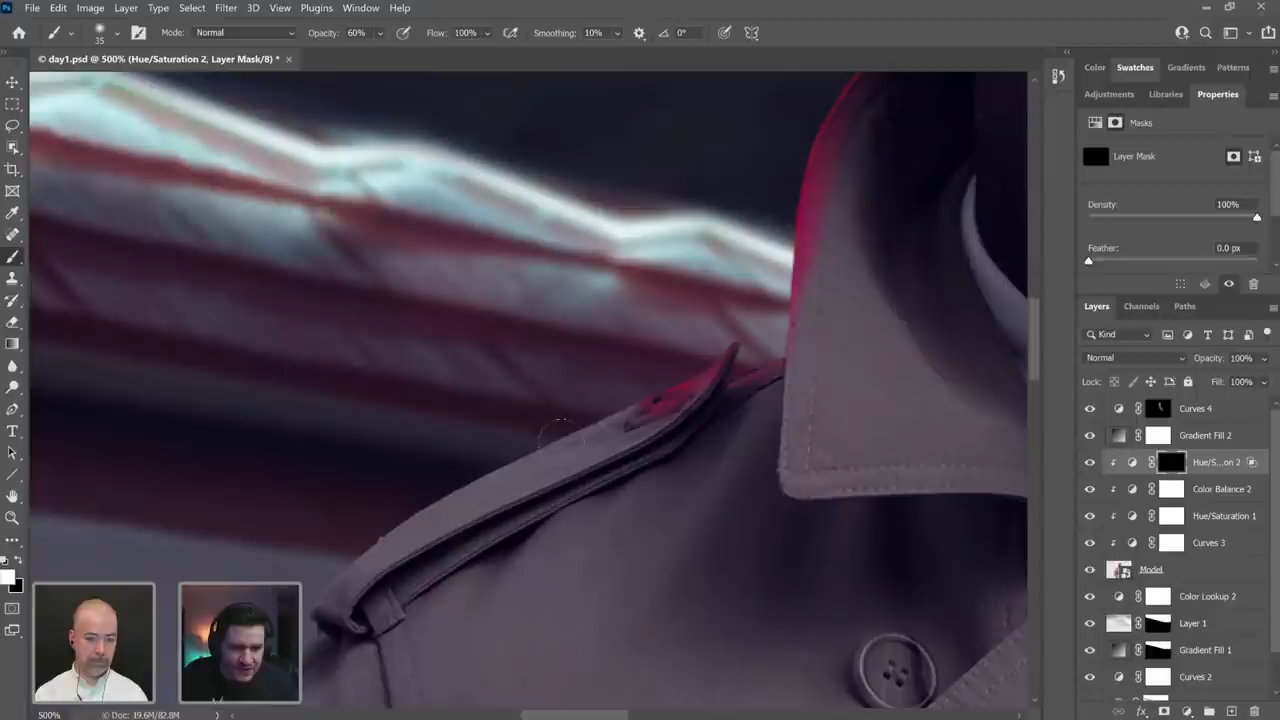 File Edit Image Layer Type Select Filter 3D View Plugins Window Help
35 Mode: Normal Opacity: 60% Flow: 100% Smoothing: 10% 0°
© day1.psd @ 500% (Hue/Saturation 2, Layer Mask/8) * ×
Color Swatches Gradients Patterns
Adjustments Libraries Properties
Masks
Layer Mask
Density: 100%
Feather: 0.0 px
Layers Channels Paths
Kind
Normal Opacity: 100%
Lock: Fill: 100%
Curves 4
Gradient Fill 2
Hue/S...on 2
Color Balance 2
Hue/Saturation 1
Curves 3
Model
Color Lookup 2
Layer 1
Gradient Fill 1
Curves 2
500% © Doc: 19.6M/82.8M